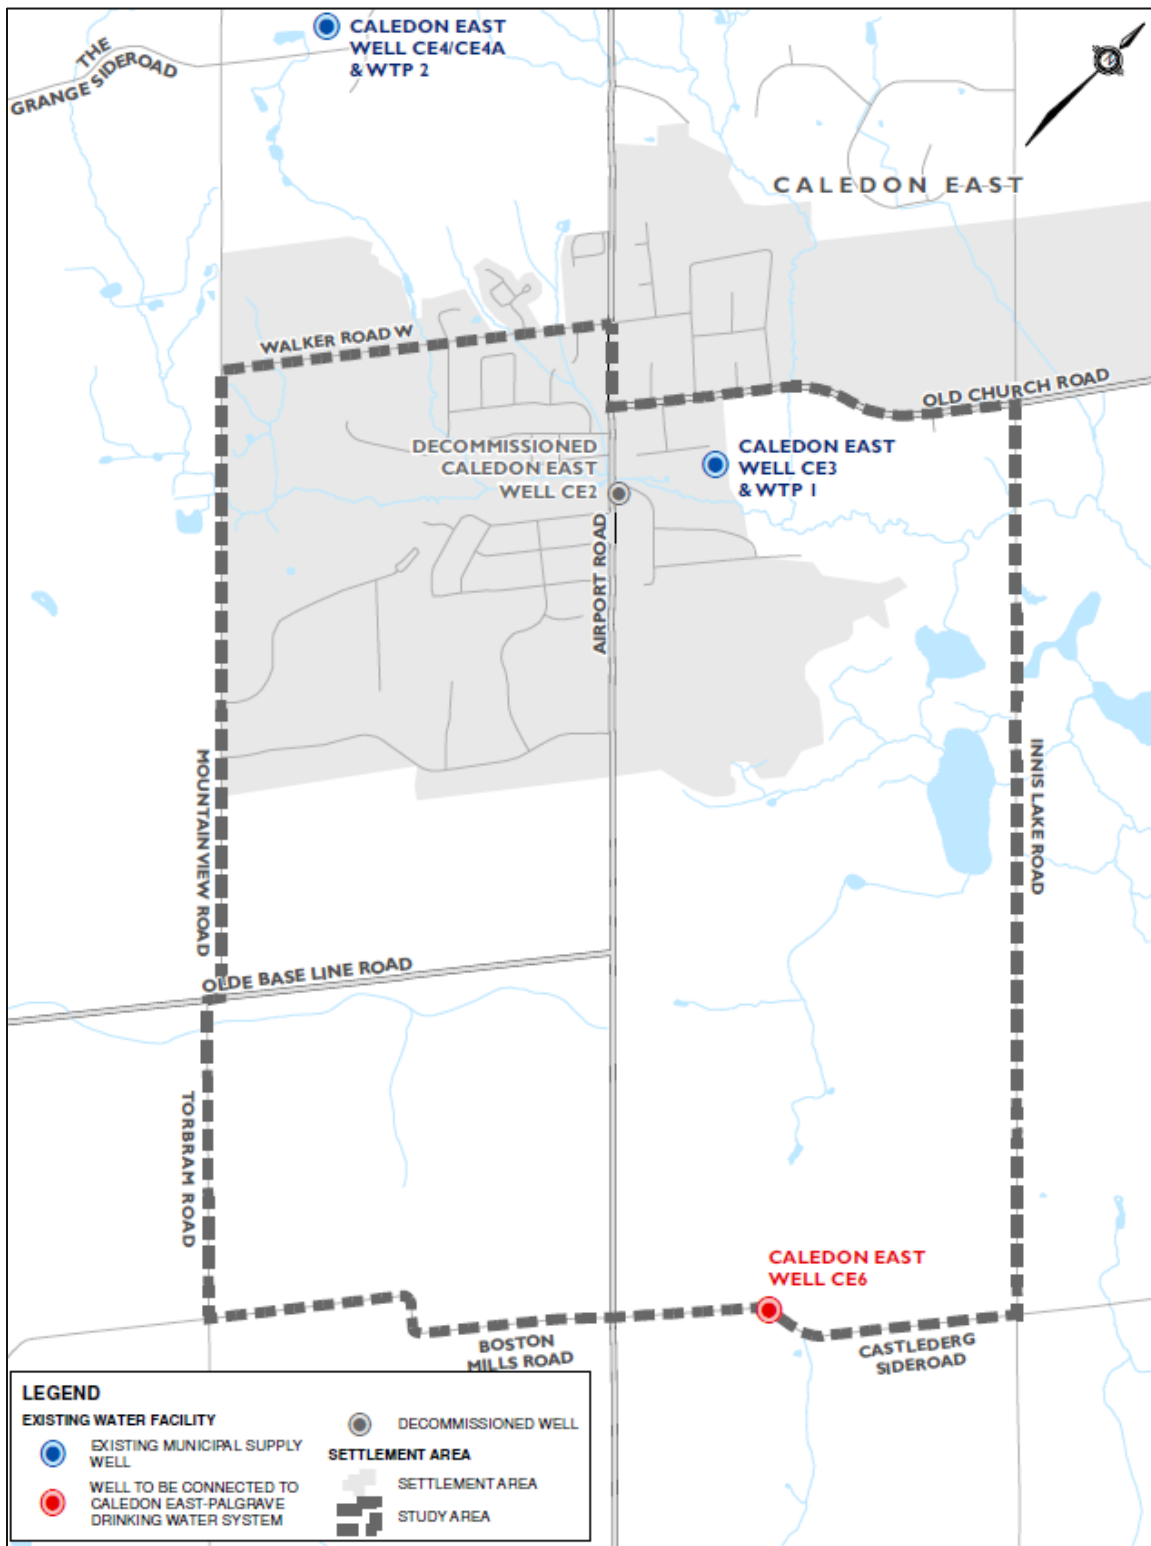 CALEDON EAST
WELL CE4/CE4A
& WTP 2
THE
GRANGE SIDEROAD
CALEDON EAST
WALKER ROAD W
OLD CHURCH ROAD
DECOMMISSIONED
CALEDON EAST
WELL CE2
CALEDON EAST
WELL CE3
& WTP 1
AIRPORT ROAD
MOUNTAINVIEW ROAD
INNIS LAKE ROAD
OLDE BASE LINE ROAD
TORBRAM ROAD
CALEDON EAST
WELL CE6
BOSTON
MILLS ROAD
CASTLEDERG
SIDEROAD
LEGEND
EXISTING WATER FACILITY
EXISTING MUNICIPAL SUPPLY
WELL
WELL TO BE CONNECTED TO
CALEDON EAST-PALGRAVE
DRINKING WATER SYSTEM
DECOMMISSIONED WELL
SETTLEMENT AREA
SETTLEMENT AREA
STUDY AREA